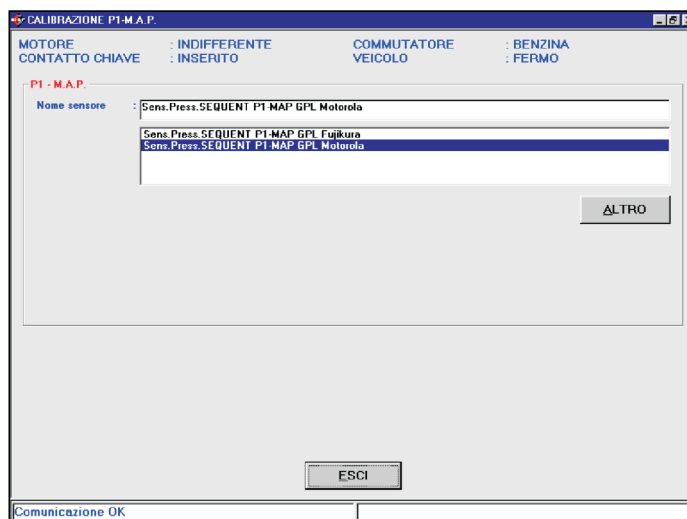 CALIBRAZIONE P1-M.A.P.
MOTORE : INDIFFERENTE COMMUTATORE : BENZINA
CONTATTO CHIAVE : INSERITO VEICOLO : FERMO
P1 - M.A.P.
Nome sensore : Sens.Press.SEQUENT P1-MAP GPL Motorola
Sens.Press.SEQUENT P1-MAP GPL Fujikura
Sens.Press.SEQUENT P1-MAP GPL Motorola
ALTRO
ESCI
Comunicazione OK